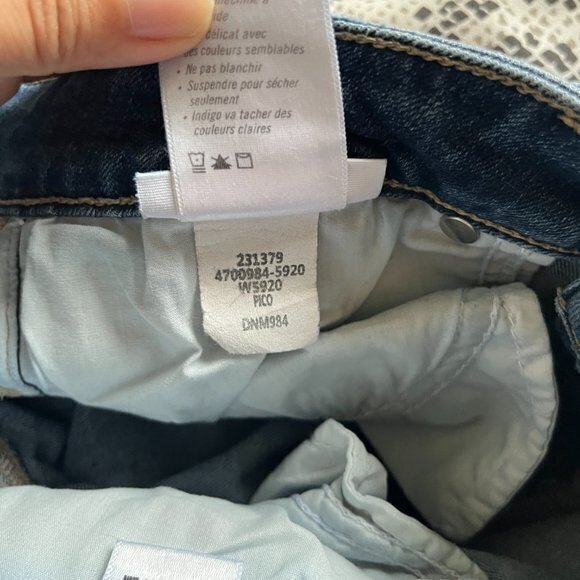 délicat avec
des couleurs semblables
• Ne pas blanchir
• Suspendre pour sécher
seulement
• Indigo va tacher des
couleurs claires
231379
4700984-5920
W5920
PICO
DNM984